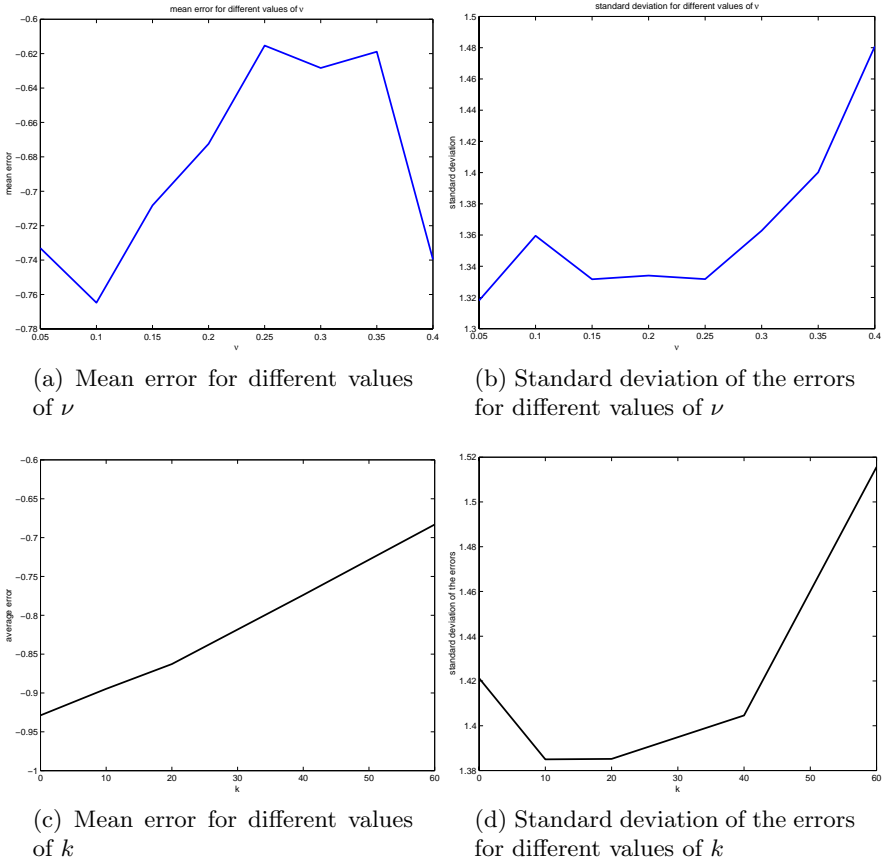 mean error for different values of ν
−0.6
−0.62
−0.64
−0.66
−0.68
−0.7
−0.72
−0.74
−0.76
−0.78
mean error
0.05 0.1 0.15 0.2 0.25 0.3 0.35 0.4
ν
standard deviation for different values of ν
1.5
1.48
1.46
1.44
1.42
1.4
1.38
1.36
1.34
1.32
1.3
standard deviation
0.05 0.1 0.15 0.2 0.25 0.3 0.35 0.4
ν
(a) Mean error for different values
of ν
(b) Standard deviation of the errors
for different values of ν
−0.6
−0.65
−0.7
−0.75
−0.8
−0.85
−0.9
−0.95
−1
average error
0 10 20 30 40 50 60
k
1.52
1.5
1.48
1.46
1.44
1.42
1.4
1.38
standard deviation of the errors
0 10 20 30 40 50 60
k
(c) Mean error for different values
of k
(d) Standard deviation of the errors
for different values of k